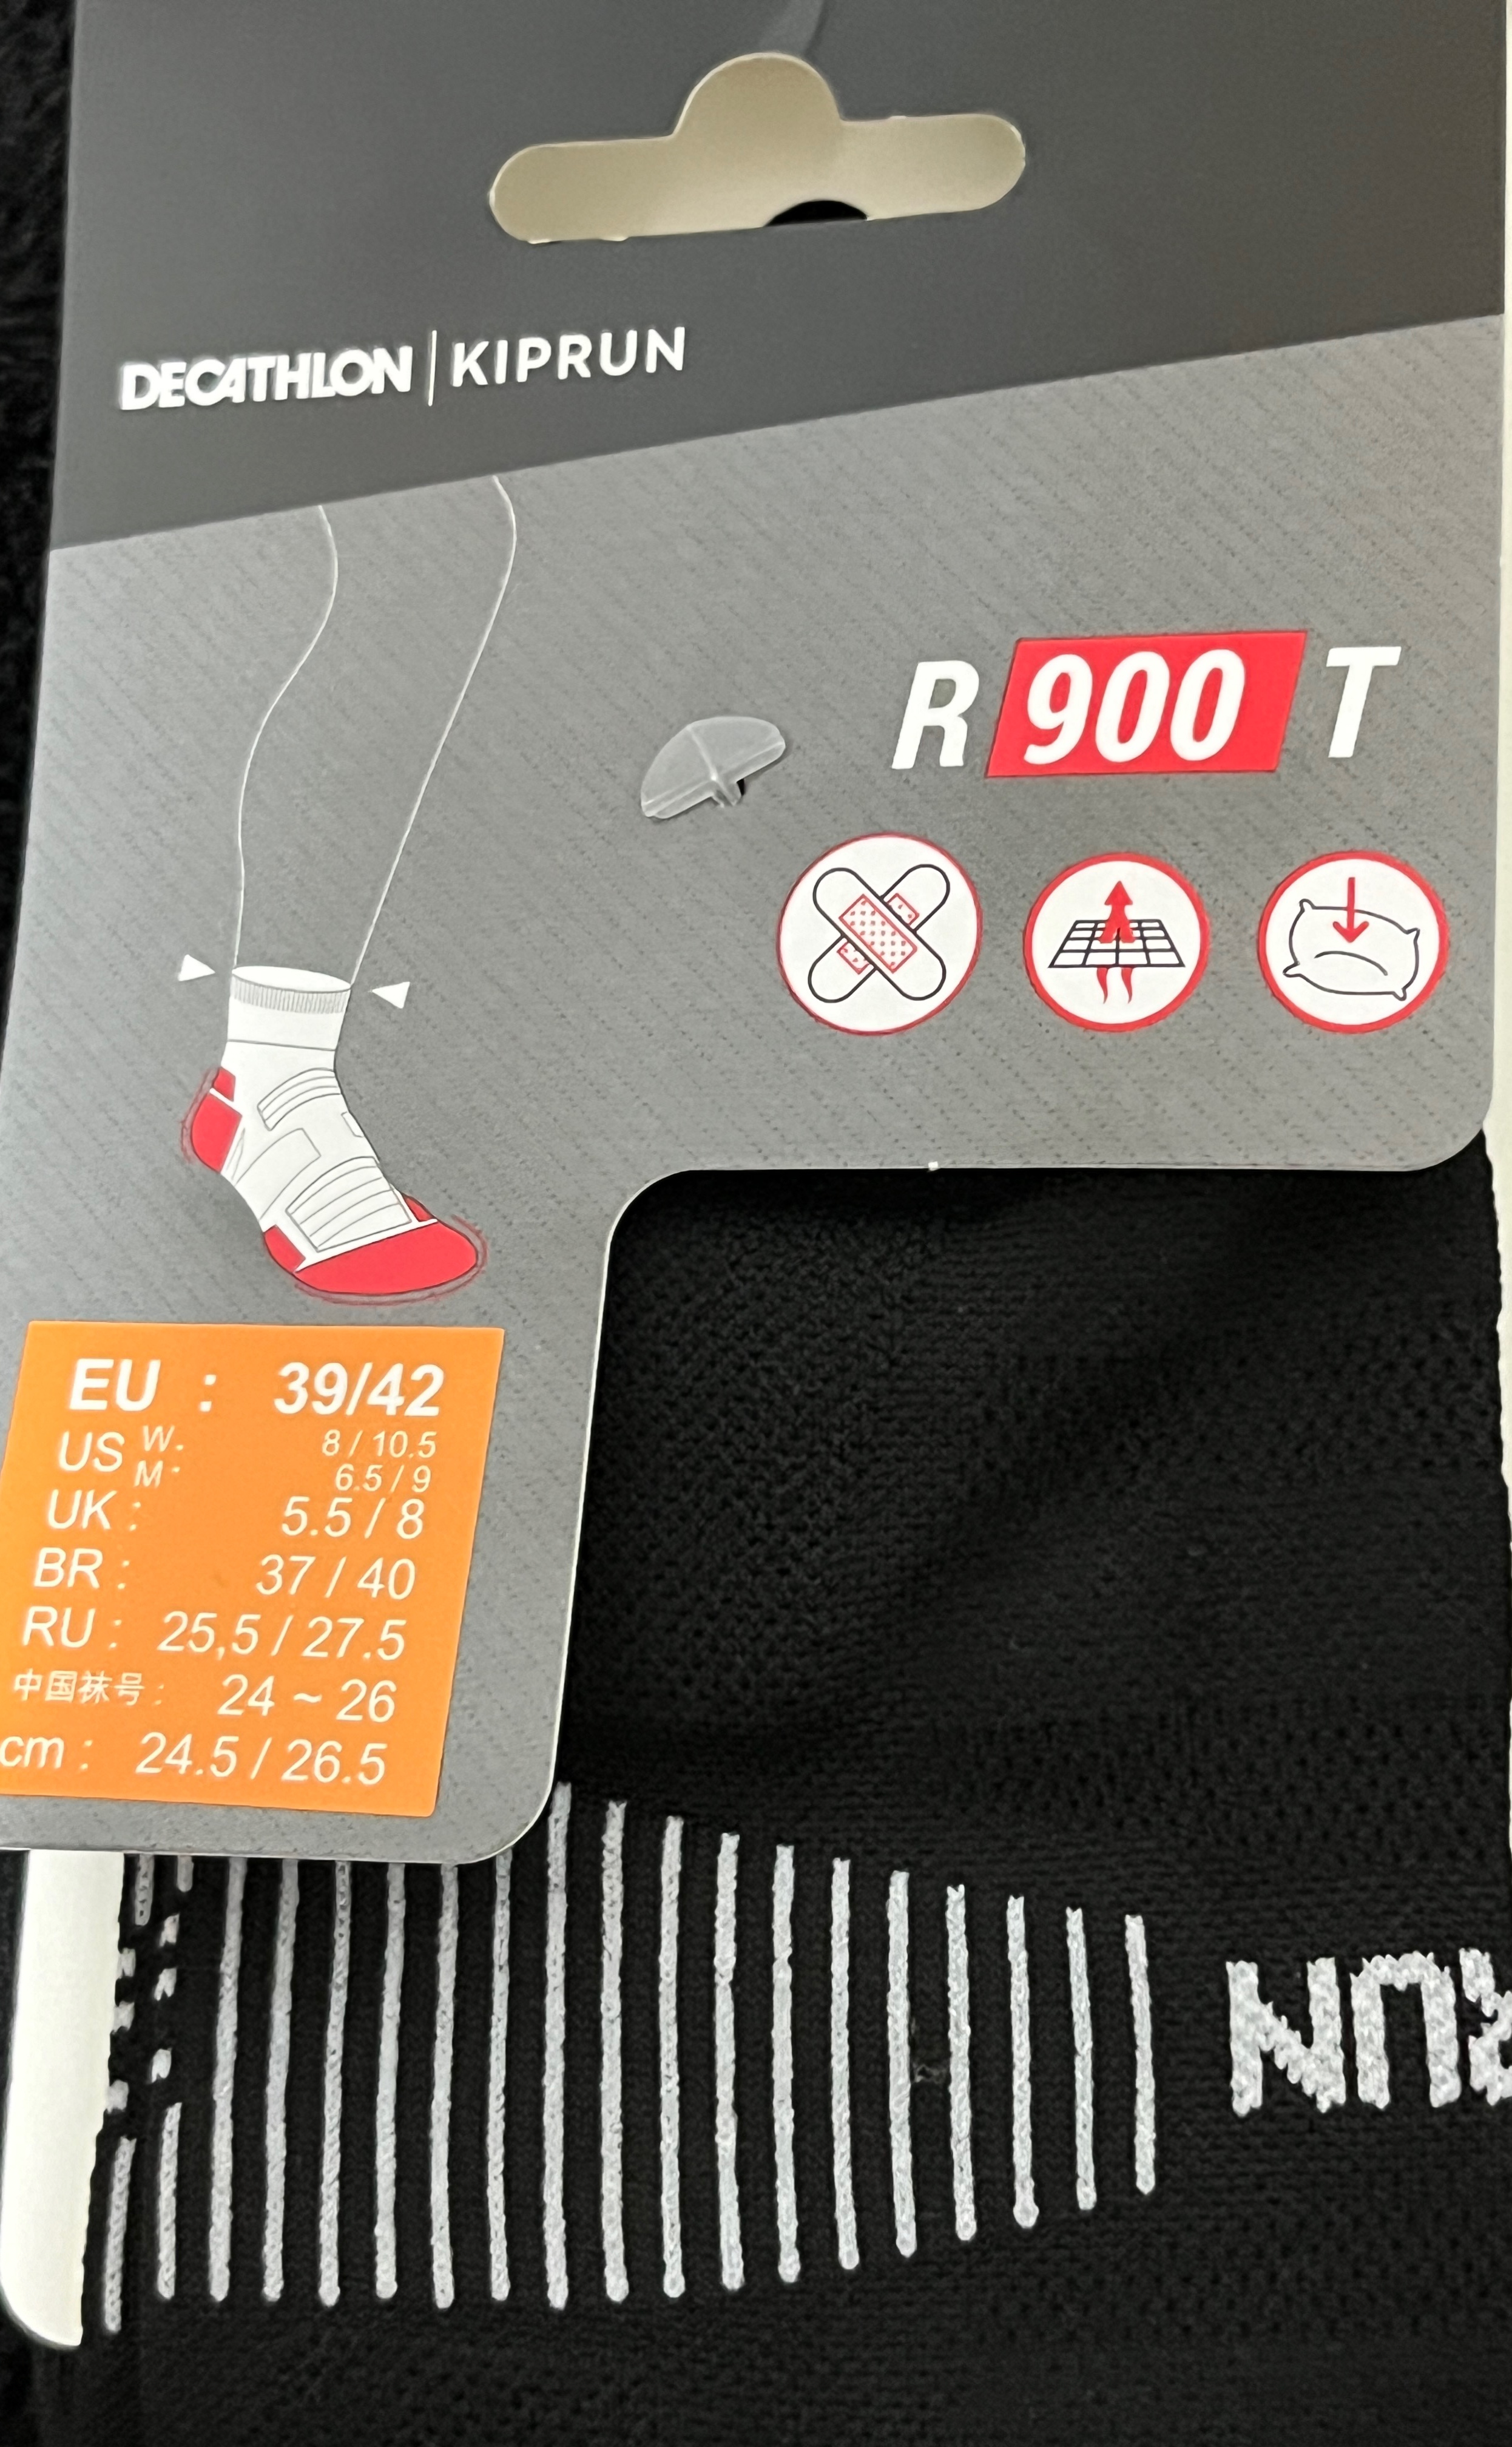 DECATHLON | KIPRUN
R 900 T
EU : 39/42
US W. 8 / 10.5
M. 6.5 / 9
UK : 5.5 / 8
BR : 37 / 40
RU : 25,5 / 27.5
中国袜号 : 24 ~ 26
cm : 24.5 / 26.5
RUN